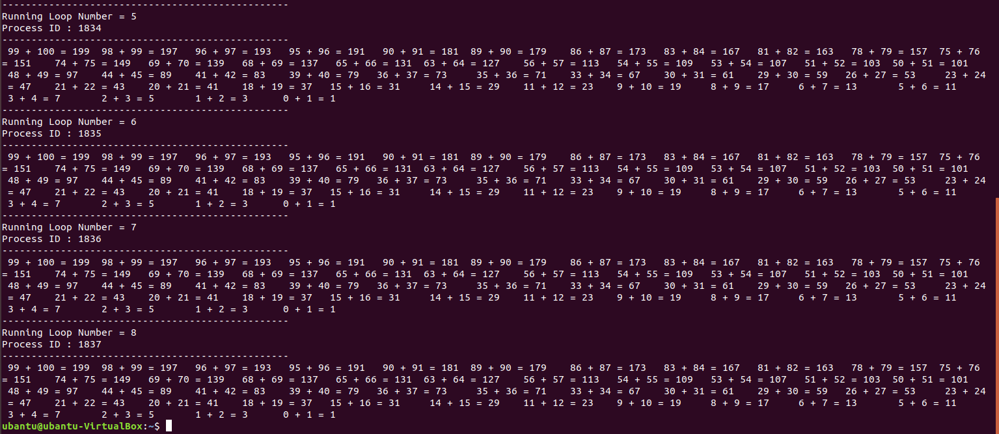 -------------------------------------------------
Running Loop Number = 5
Process ID : 1834
-------------------------------------------------
 99 + 100 = 199  98 + 99 = 197   96 + 97 = 193   95 + 96 = 191   90 + 91 = 181  89 + 90 = 179    86 + 87 = 173   83 + 84 = 167   81 + 82 = 163   78 + 79 = 157  75 + 76
= 151    74 + 75 = 149   69 + 70 = 139   68 + 69 = 137   65 + 66 = 131  63 + 64 = 127    56 + 57 = 113   54 + 55 = 109   53 + 54 = 107   51 + 52 = 103  50 + 51 = 101
 48 + 49 = 97    44 + 45 = 89    41 + 42 = 83    39 + 40 = 79   36 + 37 = 73     35 + 36 = 71    33 + 34 = 67    30 + 31 = 61    29 + 30 = 59   26 + 27 = 53     23 + 24
= 47    21 + 22 = 43    20 + 21 = 41    18 + 19 = 37   15 + 16 = 31     14 + 15 = 29    11 + 12 = 23    9 + 10 = 19     8 + 9 = 17     6 + 7 = 13       5 + 6 = 11
 3 + 4 = 7       2 + 3 = 5       1 + 2 = 3      0 + 1 = 1
-------------------------------------------------
Running Loop Number = 6
Process ID : 1835
-------------------------------------------------
 99 + 100 = 199  98 + 99 = 197   96 + 97 = 193   95 + 96 = 191   90 + 91 = 181  89 + 90 = 179    86 + 87 = 173   83 + 84 = 167   81 + 82 = 163   78 + 79 = 157  75 + 76
= 151    74 + 75 = 149   69 + 70 = 139   68 + 69 = 137   65 + 66 = 131  63 + 64 = 127    56 + 57 = 113   54 + 55 = 109   53 + 54 = 107   51 + 52 = 103  50 + 51 = 101
 48 + 49 = 97    44 + 45 = 89    41 + 42 = 83    39 + 40 = 79   36 + 37 = 73     35 + 36 = 71    33 + 34 = 67    30 + 31 = 61    29 + 30 = 59   26 + 27 = 53     23 + 24
= 47    21 + 22 = 43    20 + 21 = 41    18 + 19 = 37   15 + 16 = 31     14 + 15 = 29    11 + 12 = 23    9 + 10 = 19     8 + 9 = 17     6 + 7 = 13       5 + 6 = 11
 3 + 4 = 7       2 + 3 = 5       1 + 2 = 3      0 + 1 = 1
-------------------------------------------------
Running Loop Number = 7
Process ID : 1836
-------------------------------------------------
 99 + 100 = 199  98 + 99 = 197   96 + 97 = 193   95 + 96 = 191   90 + 91 = 181  89 + 90 = 179    86 + 87 = 173   83 + 84 = 167   81 + 82 = 163   78 + 79 = 157  75 + 76
= 151    74 + 75 = 149   69 + 70 = 139   68 + 69 = 137   65 + 66 = 131  63 + 64 = 127    56 + 57 = 113   54 + 55 = 109   53 + 54 = 107   51 + 52 = 103  50 + 51 = 101
 48 + 49 = 97    44 + 45 = 89    41 + 42 = 83    39 + 40 = 79   36 + 37 = 73     35 + 36 = 71    33 + 34 = 67    30 + 31 = 61    29 + 30 = 59   26 + 27 = 53     23 + 24
= 47    21 + 22 = 43    20 + 21 = 41    18 + 19 = 37   15 + 16 = 31     14 + 15 = 29    11 + 12 = 23    9 + 10 = 19     8 + 9 = 17     6 + 7 = 13       5 + 6 = 11
 3 + 4 = 7       2 + 3 = 5       1 + 2 = 3      0 + 1 = 1
-------------------------------------------------
Running Loop Number = 8
Process ID : 1837
-------------------------------------------------
 99 + 100 = 199  98 + 99 = 197   96 + 97 = 193   95 + 96 = 191   90 + 91 = 181  89 + 90 = 179    86 + 87 = 173   83 + 84 = 167   81 + 82 = 163   78 + 79 = 157  75 + 76
= 151    74 + 75 = 149   69 + 70 = 139   68 + 69 = 137   65 + 66 = 131  63 + 64 = 127    56 + 57 = 113   54 + 55 = 109   53 + 54 = 107   51 + 52 = 103  50 + 51 = 101
 48 + 49 = 97    44 + 45 = 89    41 + 42 = 83    39 + 40 = 79   36 + 37 = 73     35 + 36 = 71    33 + 34 = 67    30 + 31 = 61    29 + 30 = 59   26 + 27 = 53     23 + 24
= 47    21 + 22 = 43    20 + 21 = 41    18 + 19 = 37   15 + 16 = 31     14 + 15 = 29    11 + 12 = 23    9 + 10 = 19     8 + 9 = 17     6 + 7 = 13       5 + 6 = 11
 3 + 4 = 7       2 + 3 = 5       1 + 2 = 3      0 + 1 = 1
ubantu@ubantu-VirtualBox:~$